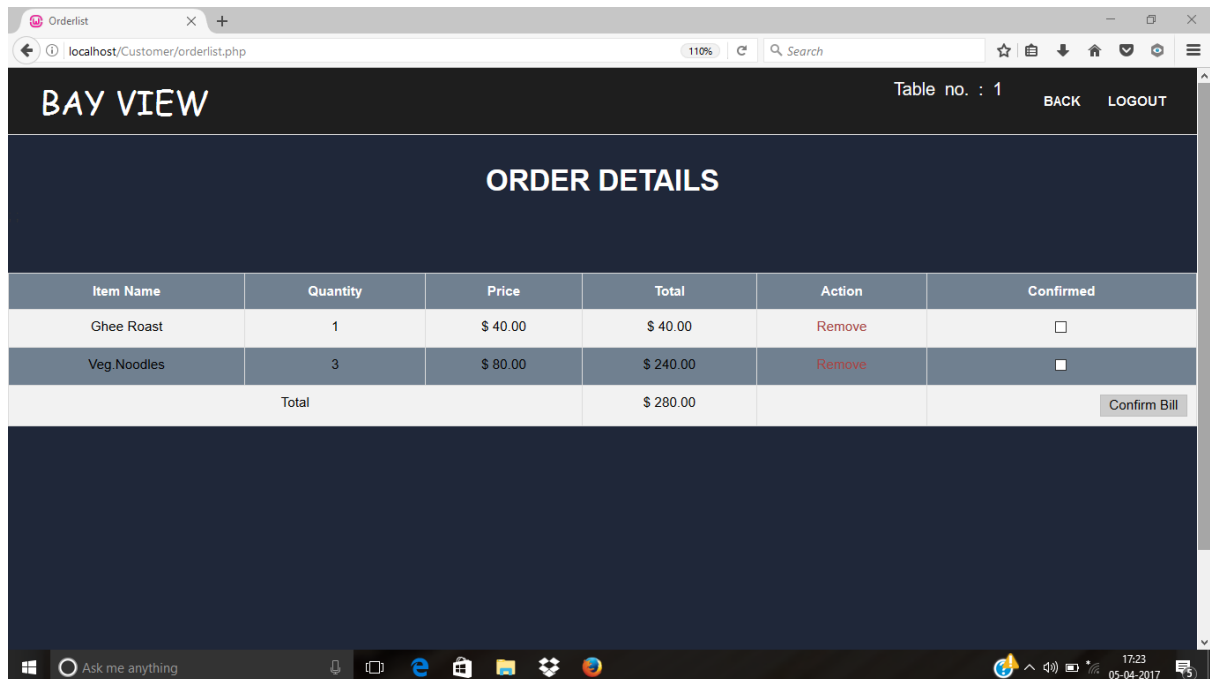 Orderlist
localhost/Customer/orderlist.php 110% Search
BAY VIEW Table no. : 1 BACK LOGOUT
ORDER DETAILS
Item Name Quantity Price Total Action Confirmed
Ghee Roast 1 $ 40.00 $ 40.00 Remove
Veg.Noodles 3 $ 80.00 $ 240.00 Remove
Total $ 280.00 Confirm Bill
Ask me anything 17:23
05-04-2017 5